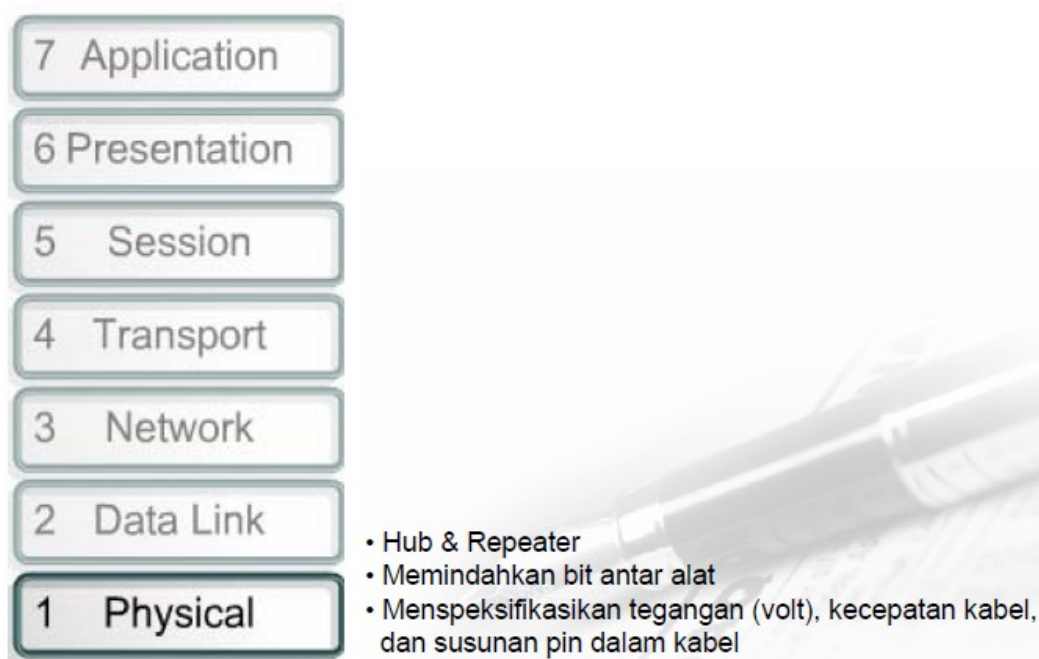 7 Application
6 Presentation
5 Session
4 Transport
3 Network
2 Data Link
1 Physical
• Hub & Repeater
• Memindahkan bit antar alat
• Menspeksifikasikan tegangan (volt), kecepatan kabel,
dan susunan pin dalam kabel